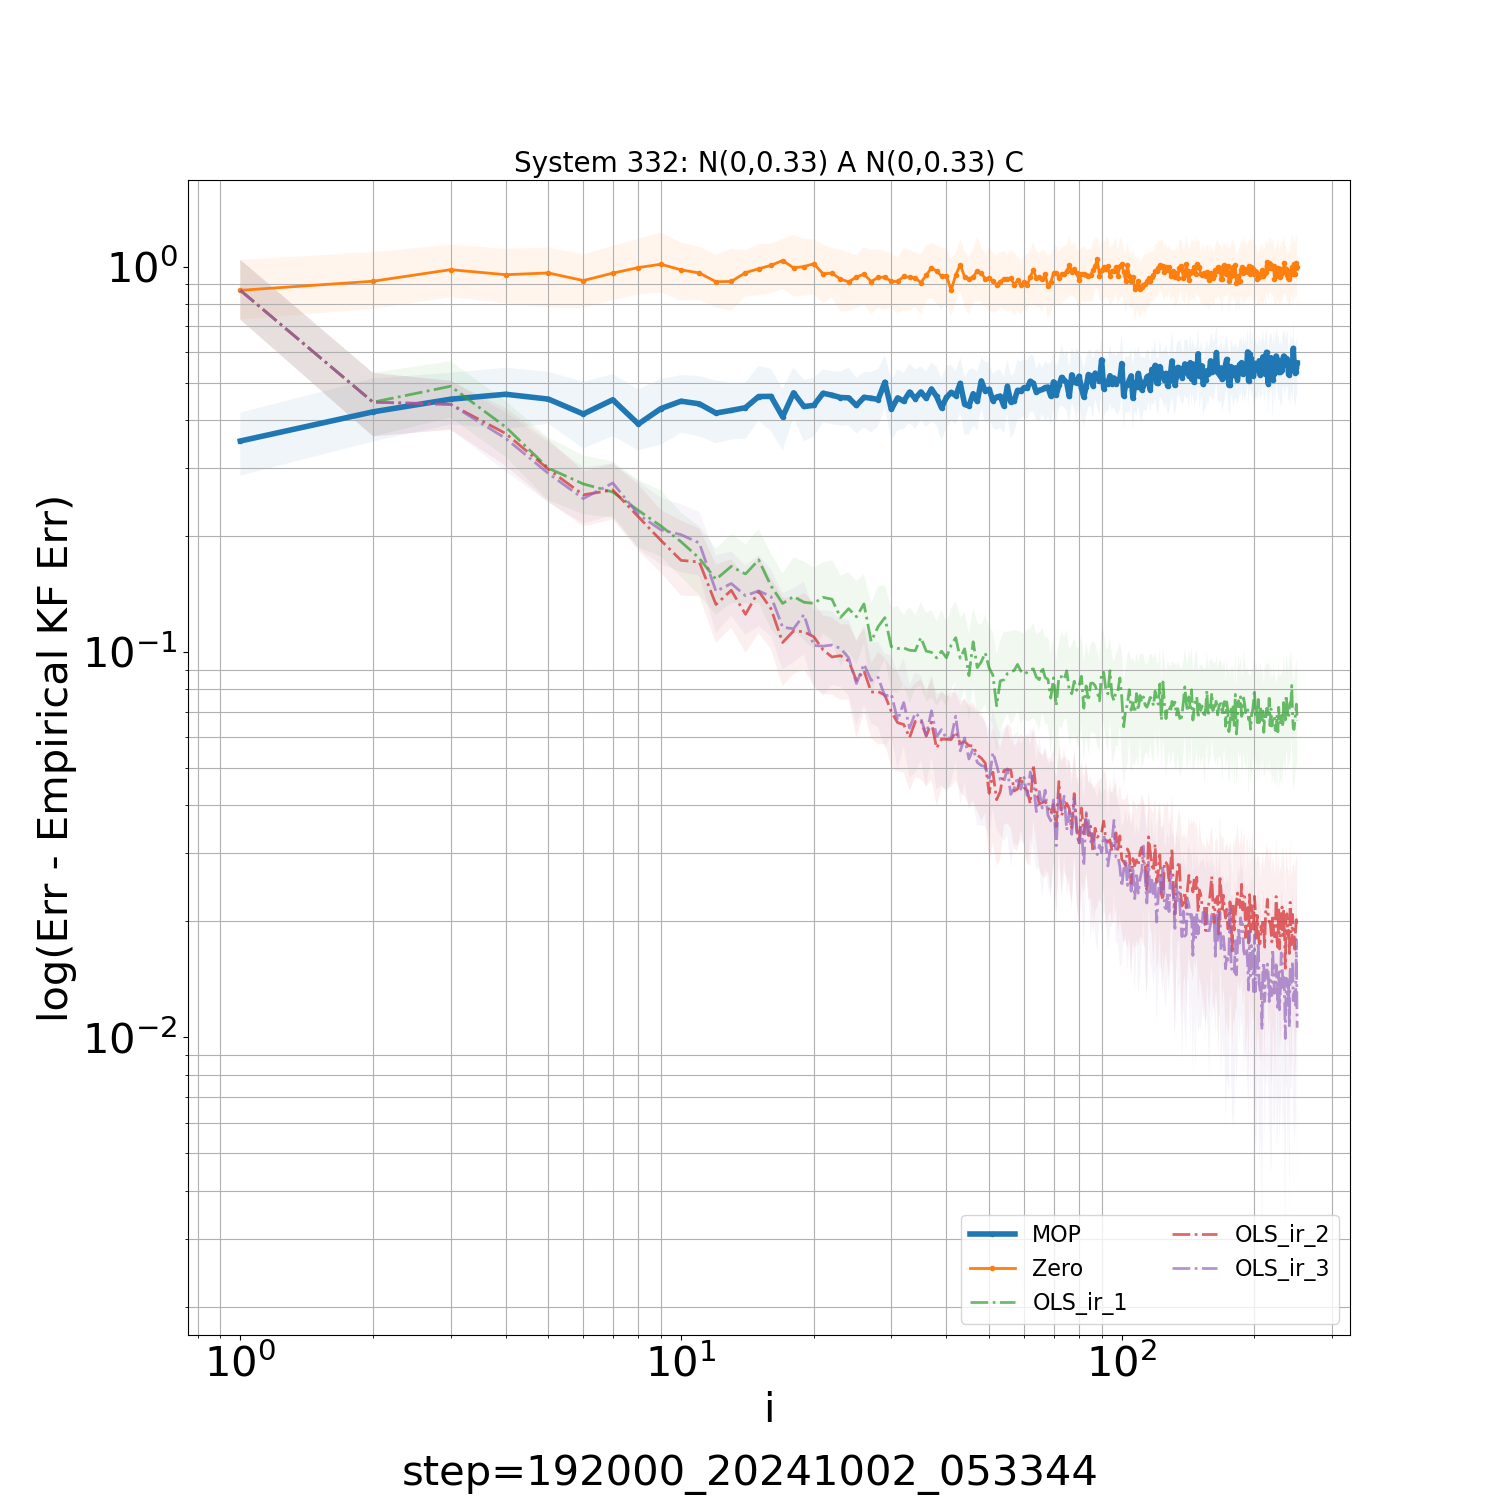 System 332: N(0,0.33) A N(0,0.33) C
log(Err - Empirical KF Err)
10⁰
10⁻¹
10⁻²
10⁰ 10¹ 10²
i
MOP
Zero
OLS_ir_1
OLS_ir_2
OLS_ir_3
step=192000_20241002_053344